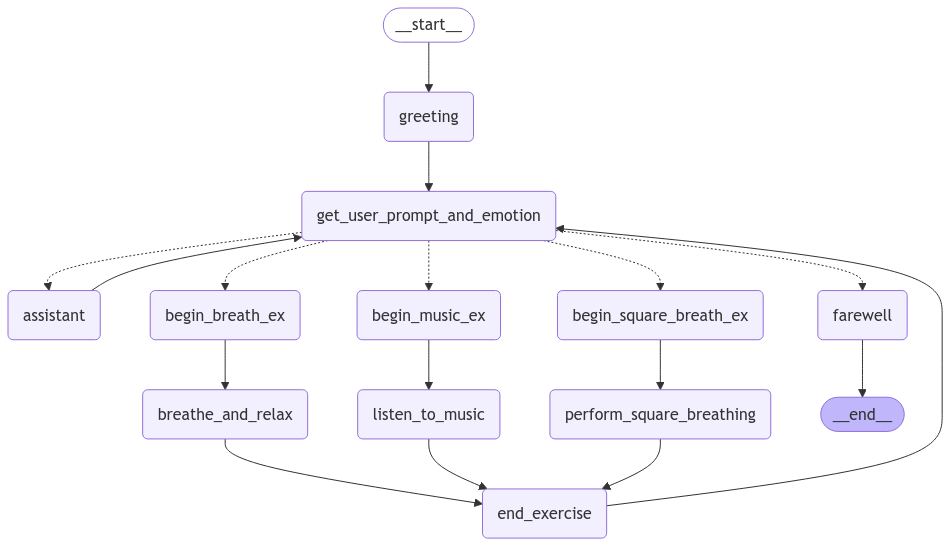 __start__
greeting
get_user_prompt_and_emotion
assistant
begin_breath_ex
begin_music_ex
begin_square_breath_ex
farewell
breathe_and_relax
listen_to_music
perform_square_breathing
__end__
end_exercise